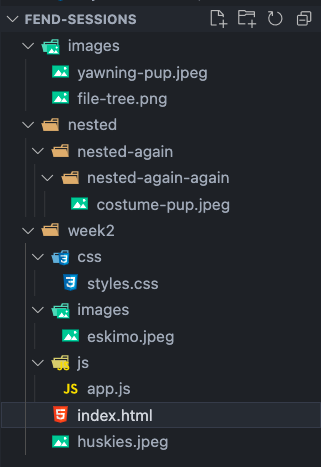 FEND-SESSIONS
images
yawning-pup.jpeg
file-tree.png
nested
nested-again
nested-again-again
costume-pup.jpeg
week2
css
styles.css
images
eskimo.jpeg
js
JS app.js
index.html
huskies.jpeg